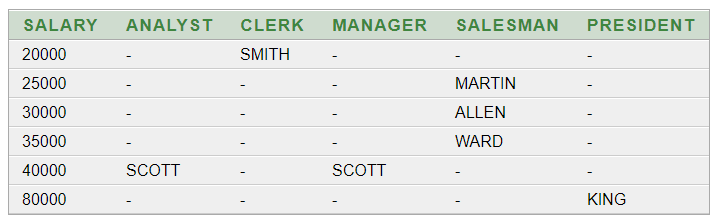 SALARY ANALYST CLERK MANAGER SALESMAN PRESIDENT
20000 - SMITH - - -
25000 - - - MARTIN -
30000 - - - ALLEN -
35000 - - - WARD -
40000 SCOTT - SCOTT - -
80000 - - - - KING